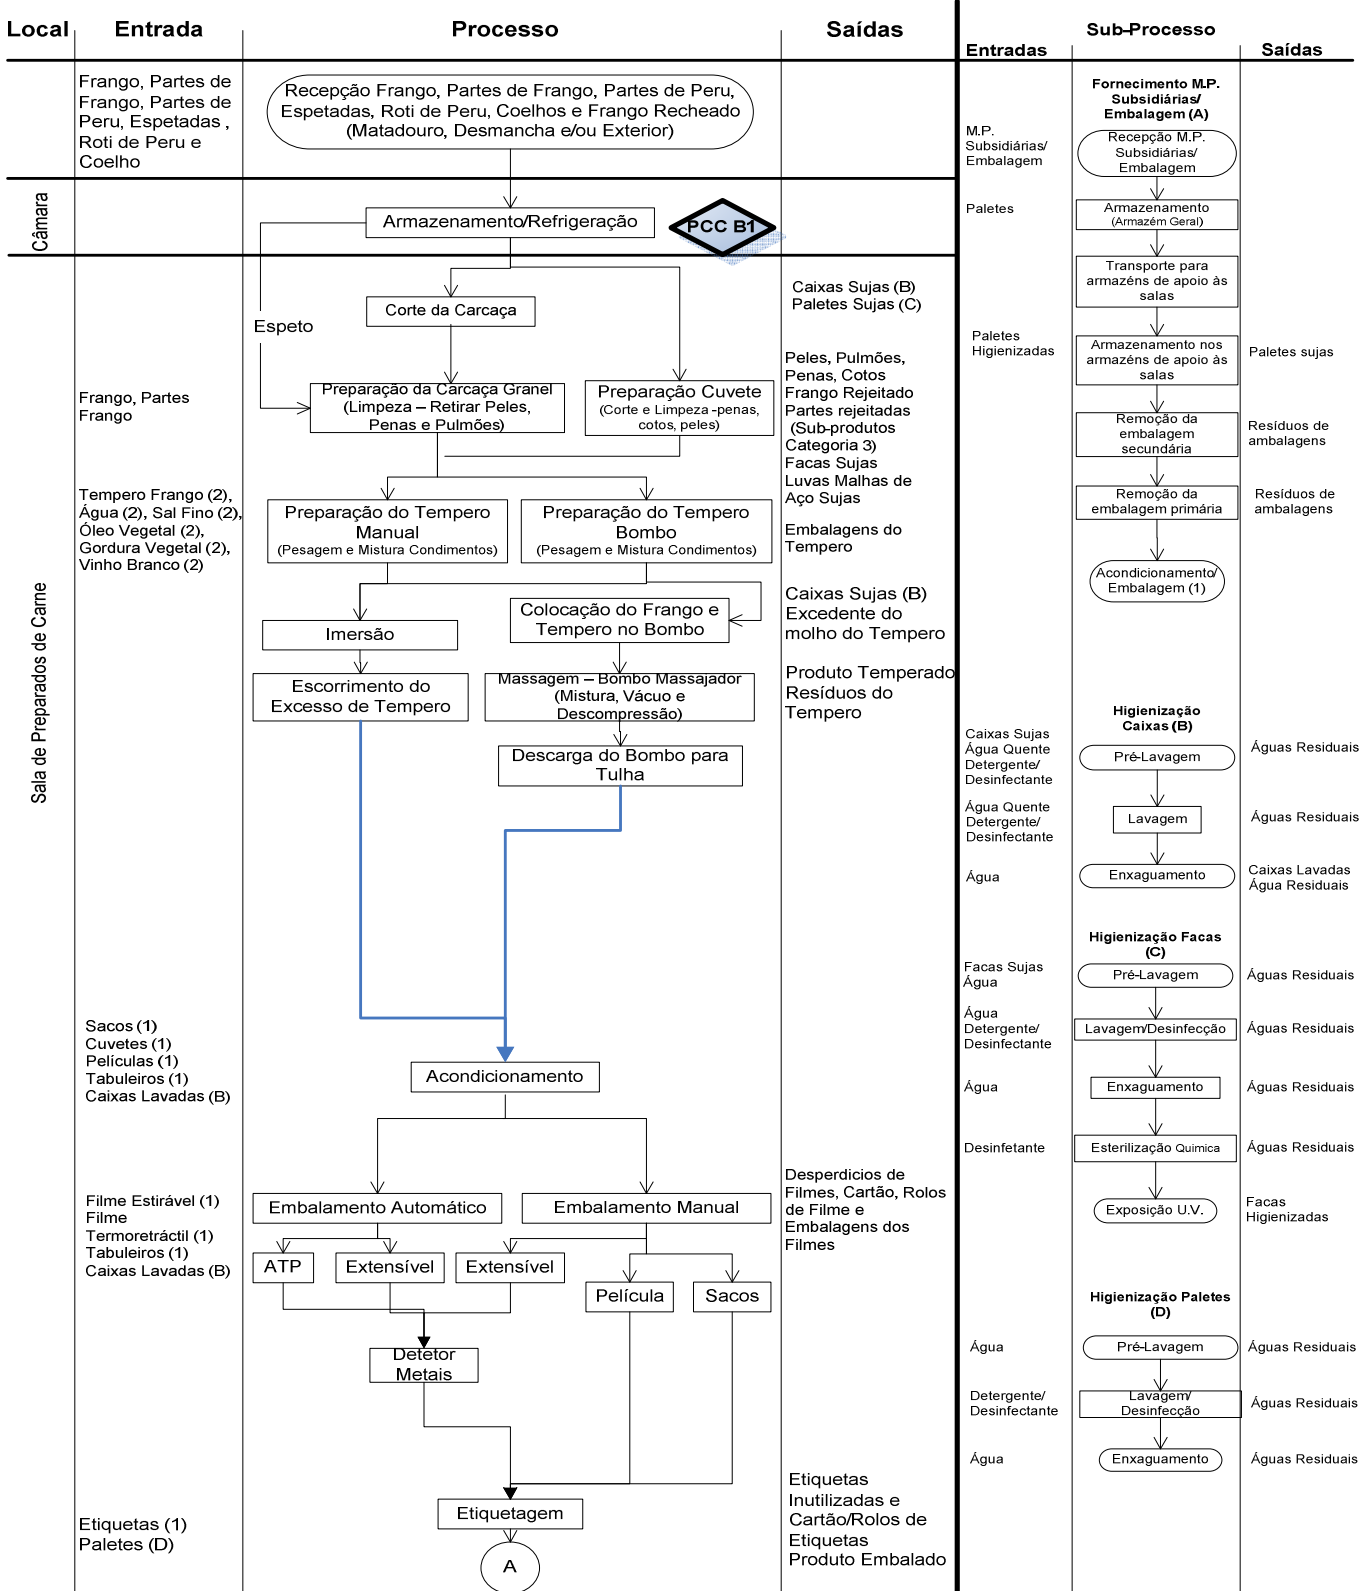 Local
Entrada
Processo
Saídas
Sub-Processo
Entradas
Saídas
Frango, Partes de
Frango, Partes de
Peru, Espetadas ,
Roti de Peru e
Coelho
Recepção Frango, Partes de Frango, Partes de Peru,
Espetadas, Roti de Peru, Coelhos e Frango Recheado
(Matadouro, Desmancha e/ou Exterior)
Câmara
Armazenamento/Refrigeração
PCC B1
Sala de Preparados de Carne
Espeto
Corte da Carcaça
Caixas Sujas (B)
Paletes Sujas (C)
Frango, Partes
Frango
Preparação da Carcaça Granel
(Limpeza – Retirar Peles,
Penas e Pulmões)
Preparação Cuvete
(Corte e Limpeza -penas,
cotos, peles)
Peles, Pulmões,
Penas, Cotos
Frango Rejeitado
Partes rejeitadas
(Sub-produtos
Categoria 3)
Facas Sujas
Luvas Malhas de
Aço Sujas
Tempero Frango (2),
Água (2), Sal Fino (2),
Óleo Vegetal (2),
Gordura Vegetal (2),
Vinho Branco (2)
Preparação do Tempero
Manual
(Pesagem e Mistura Condimentos)
Preparação do Tempero
Bombo
(Pesagem e Mistura Condimentos)
Embalagens do
Tempero
Imersão
Colocação do Frango e
Tempero no Bombo
Caixas Sujas (B)
Excedente do
molho do Tempero
Escorrimento do
Excesso de Tempero
Massagem – Bombo Massajador
(Mistura, Vácuo e
Descompressão)
Produto Temperado
Resíduos do
Tempero
Descarga do Bombo para
Tulha
Sacos (1)
Cuvetes (1)
Películas (1)
Tabuleiros (1)
Caixas Lavadas (B)
Acondicionamento
Filme Estirável (1)
Filme
Termoretráctil (1)
Tabuleiros (1)
Caixas Lavadas (B)
Embalamento Automático
Embalamento Manual
ATP
Extensível
Extensível
Película
Sacos
Desperdicios de
Filmes, Cartão, Rolos
de Filme e
Embalagens dos
Filmes
Detetor
Metais
Etiquetas (1)
Paletes (D)
Etiquetagem
A
Etiquetas
Inutilizadas e
Cartão/Rolos de
Etiquetas
Produto Embalado
Fornecimento M.P.
Subsidiárias/
Embalagem (A)
M.P.
Subsidiárias/
Embalagem
Recepção M.P.
Subsidiárias/
Embalagem
Paletes
Armazenamento
(Armazém Geral)
Transporte para
armazéns de apoio às
salas
Paletes
Higienizadas
Armazenamento nos
armazéns de apoio às
salas
Paletes sujas
Remoção da
embalagem
secundária
Resíduos de
ambalagens
Remoção da
embalagem primária
Resíduos de
ambalagens
Acondicionamento/
Embalagem (1)
Higienização
Caixas (B)
Caixas Sujas
Água Quente
Detergente/
Desinfectante
Pré-Lavagem
Águas Residuais
Água Quente
Detergente/
Desinfectante
Lavagem
Águas Residuais
Água
Enxaguamento
Caixas Lavadas
Água Residuais
Higienização Facas
(C)
Facas Sujas
Água
Pré-Lavagem
Águas Residuais
Água
Detergente/
Desinfectante
Lavagem/Desinfecção
Águas Residuais
Água
Enxaguamento
Águas Residuais
Desinfetante
Esterilização Quimica
Águas Residuais
Exposição U.V.
Facas
Higienizadas
Higienização Paletes
(D)
Água
Pré-Lavagem
Águas Residuais
Detergente/
Desinfectante
Lavagem/
Desinfecção
Águas Residuais
Água
Enxaguamento
Águas Residuais